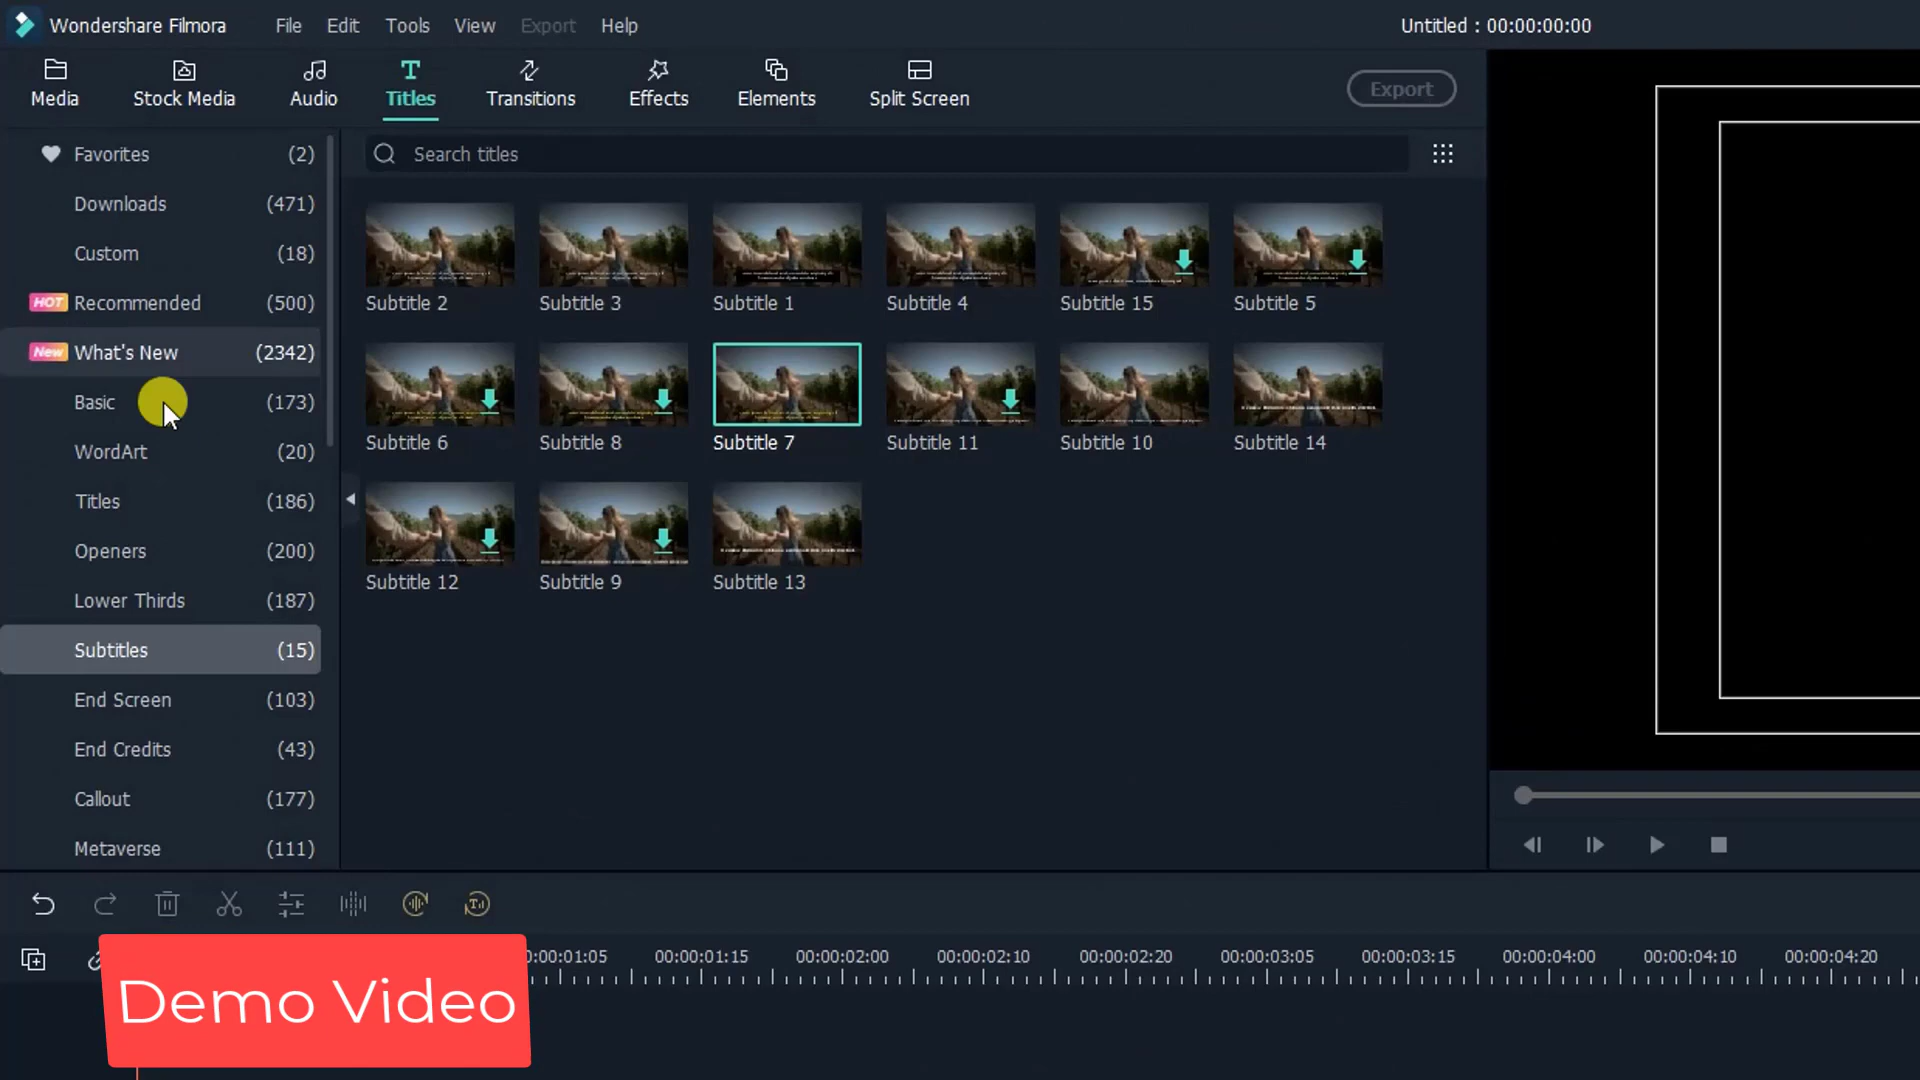 Wondershare Filmora File Edit Tools View Export Help Untitled : 00:00:00:00
Media Stock Media Audio Titles Transitions Effects Elements Split Screen Export
Favorites (2)
Downloads (471)
Custom (18)
HOT Recommended (500)
New What's New (2342)
Basic (173)
WordArt (20)
Titles (186)
Openers (200)
Lower Thirds (187)
Subtitles (15)
End Screen (103)
End Credits (43)
Callout (177)
Metaverse (111)
Search titles
Subtitle 2 Subtitle 3 Subtitle 1 Subtitle 4 Subtitle 15 Subtitle 5
Subtitle 6 Subtitle 8 Subtitle 7 Subtitle 11 Subtitle 10 Subtitle 14
Subtitle 12 Subtitle 9 Subtitle 13
00:00:01:15 00:00:02:00 00:00:02:10 00:00:02:20 00:00:03:05 00:00:03:15 00:00:04:00 00:00:04:10 00:00:04:20
Demo Video